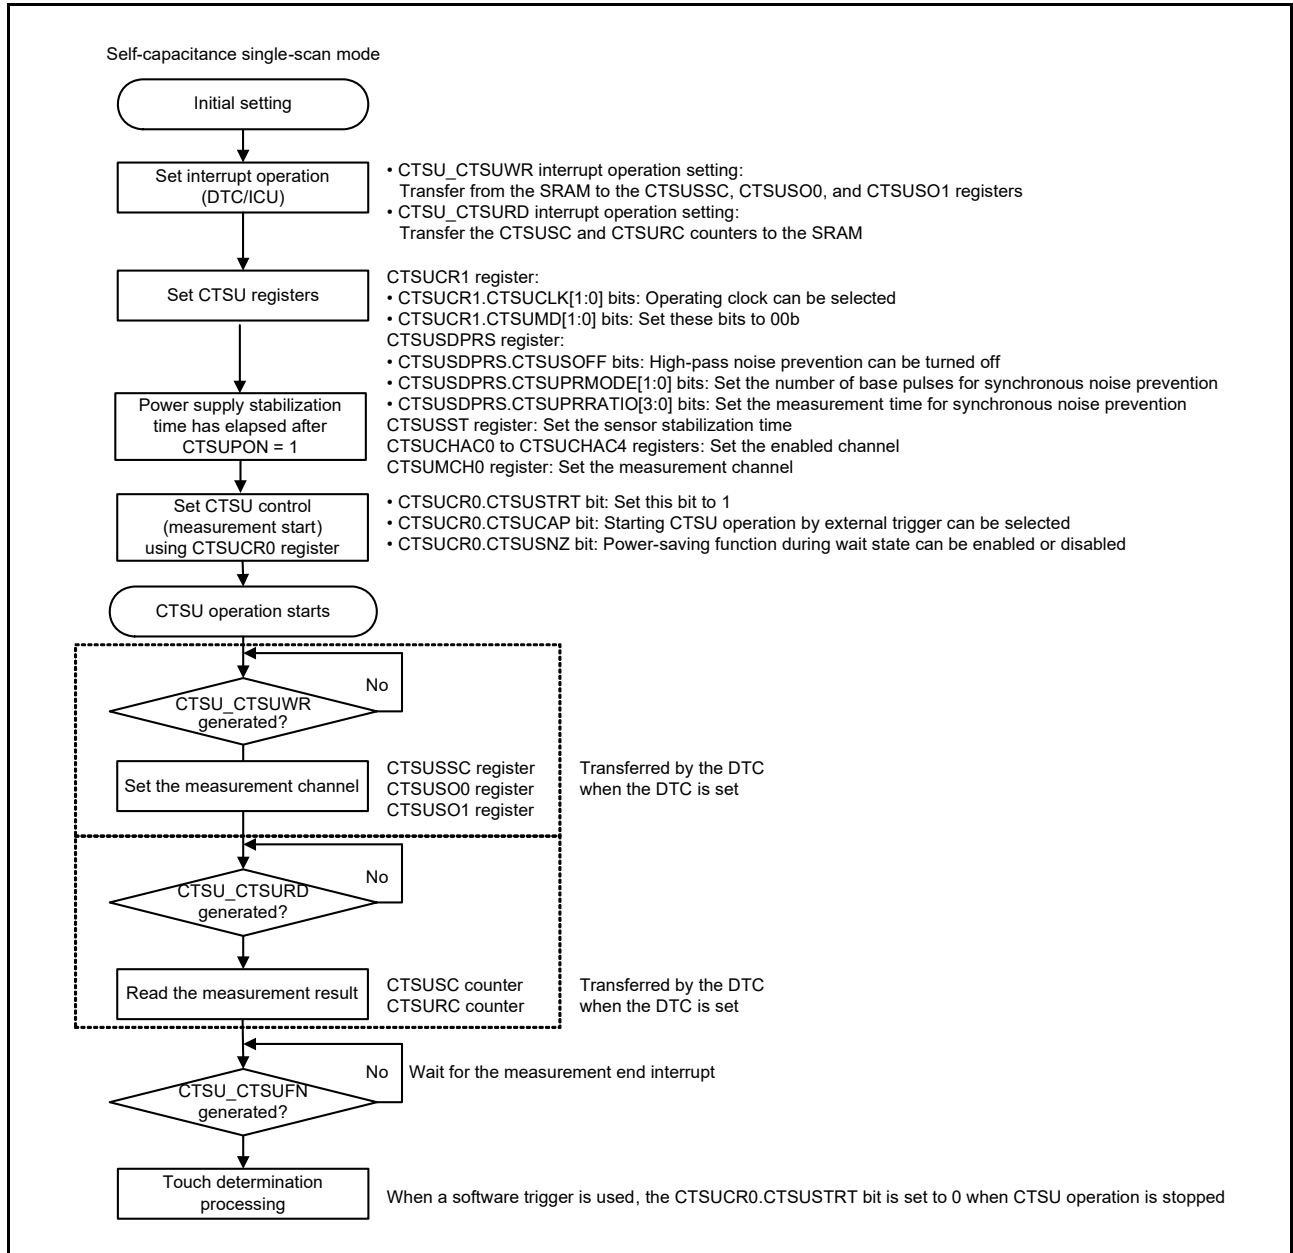 Self-capacitance single-scan mode
Initial setting
Set interrupt operation
(DTC/ICU)
• CTSU_CTSUWR interrupt operation setting:
Transfer from the SRAM to the CTSUSSC, CTSUSO0, and CTSUSO1 registers
• CTSU_CTSURD interrupt operation setting:
Transfer the CTSUSC and CTSURC counters to the SRAM
Set CTSU registers
CTSUCR1 register:
• CTSUCR1.CTSUCLK[1:0] bits: Operating clock can be selected
• CTSUCR1.CTSUMD[1:0] bits: Set these bits to 00b
CTSUSDPRS register:
• CTSUSDPRS.CTSUSOFF bits: High-pass noise prevention can be turned off
• CTSUSDPRS.CTSUPRMODE[1:0] bits: Set the number of base pulses for synchronous noise prevention
• CTSUSDPRS.CTSUPRRATIO[3:0] bits: Set the measurement time for synchronous noise prevention
CTSUSST register: Set the sensor stabilization time
CTSUCHAC0 to CTSUCHAC4 registers: Set the enabled channel
CTSUMCH0 register: Set the measurement channel
Power supply stabilization
time has elapsed after
CTSUPON = 1
Set CTSU control
(measurement start)
using CTSUCR0 register
• CTSUCR0.CTSUSTRT bit: Set this bit to 1
• CTSUCR0.CTSUCAP bit: Starting CTSU operation by external trigger can be selected
• CTSUCR0.CTSUSNZ bit: Power-saving function during wait state can be enabled or disabled
CTSU operation starts
No
CTSU_CTSUWR
generated?
Set the measurement channel
CTSUSSC register
CTSUSO0 register
CTSUSO1 register
Transferred by the DTC
when the DTC is set
No
CTSU_CTSURD
generated?
Read the measurement result
CTSUSC counter
CTSURC counter
Transferred by the DTC
when the DTC is set
No
Wait for the measurement end interrupt
CTSU_CTSUFN
generated?
Touch determination
processing
When a software trigger is used, the CTSUCR0.CTSUSTRT bit is set to 0 when CTSU operation is stopped